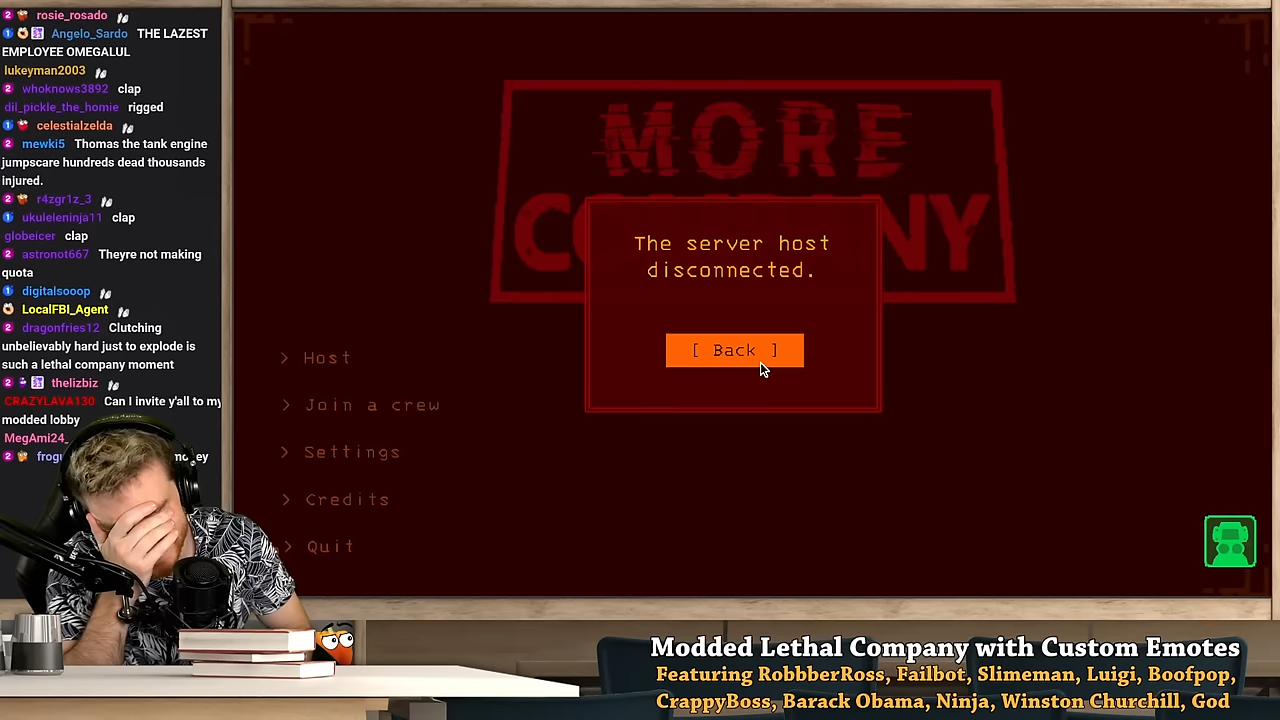 rosie_rosado
Angelo_Sardo THE LAZEST
EMPLOYEE OMEGALUL
lukeyman2003
whoknows3892 clap
dil_pickle_the_homie rigged
celestialzelda
mewki5 Thomas the tank engine
jumpscare hundreds dead thousands
injured.
r4zgr1z_3
ukuleleninja11 clap
globeicer clap
astronot667 Theyre not making
quota
digitalsooop
LocalFBI_Agent
dragonfries12 Clutching
unbelievably hard just to explode is
such a lethal company moment
thelizbiz
CRAZYLAVA130 Can I invite y'all to my
modded lobby
MegAmi24_
MORE
The server host
disconnected.
[ Back ]
> Host
> Join a crew
> Settings
> Credits
> Quit
Modded Lethal Company with Custom Emotes
Featuring RobbberRoss, Failbot, Slimeman, Luigi, Boofpop,
CrappyBoss, Barack Obama, Ninja, Winston Churchill, God